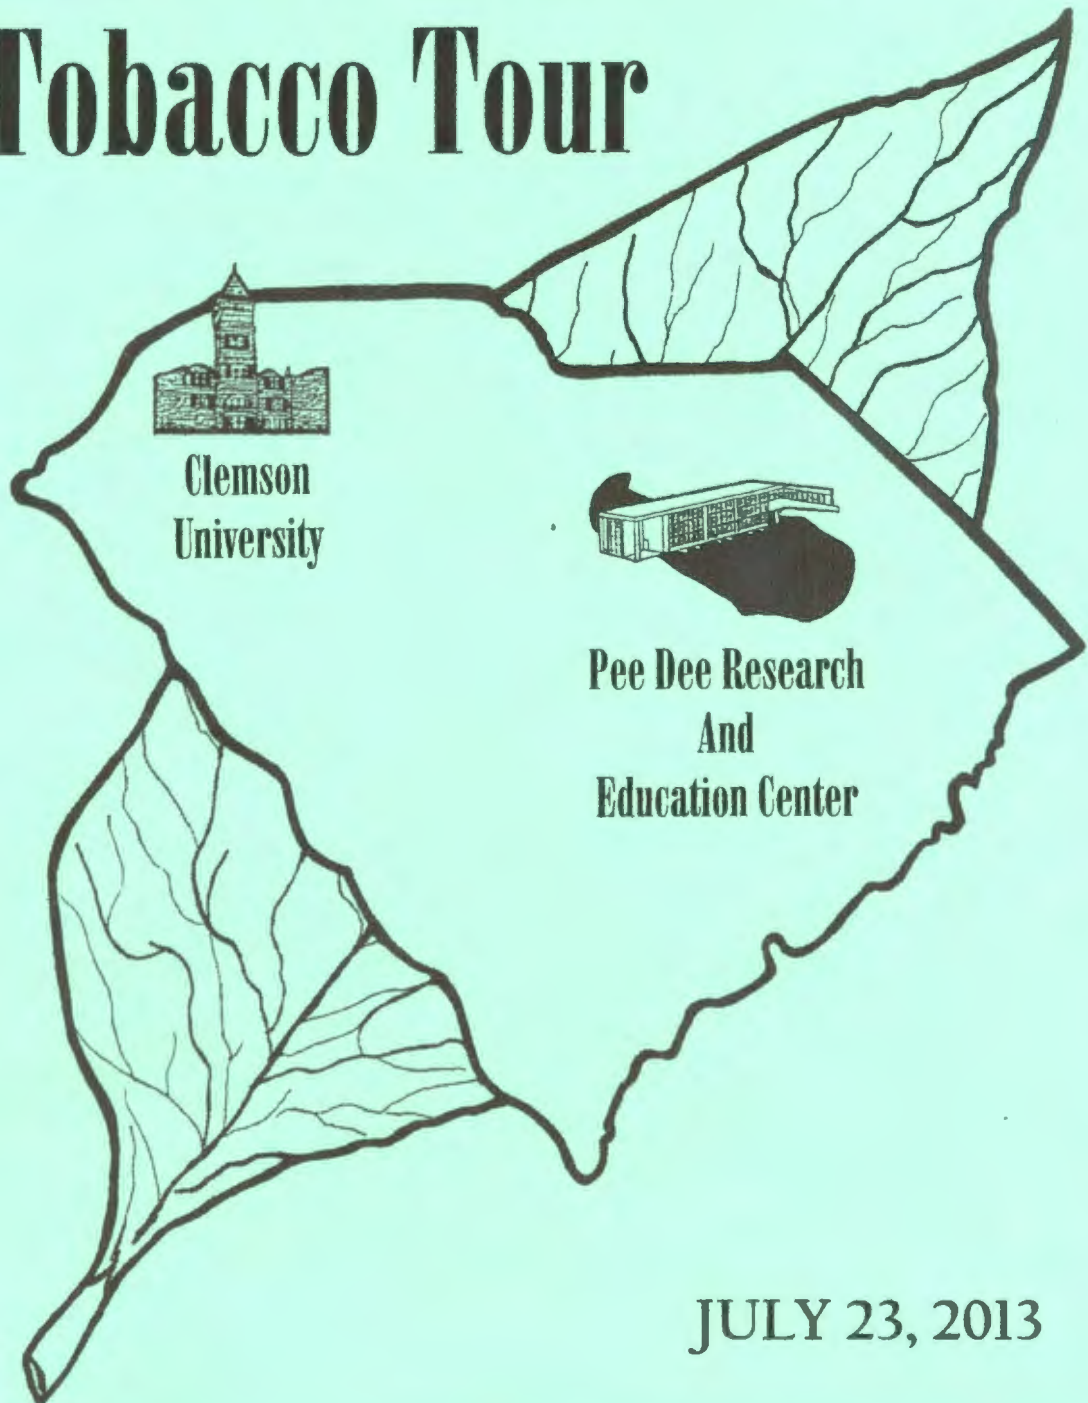 Tobacco Tour
Clemson
University
Pee Dee Research
And
Education Center
JULY 23, 2013